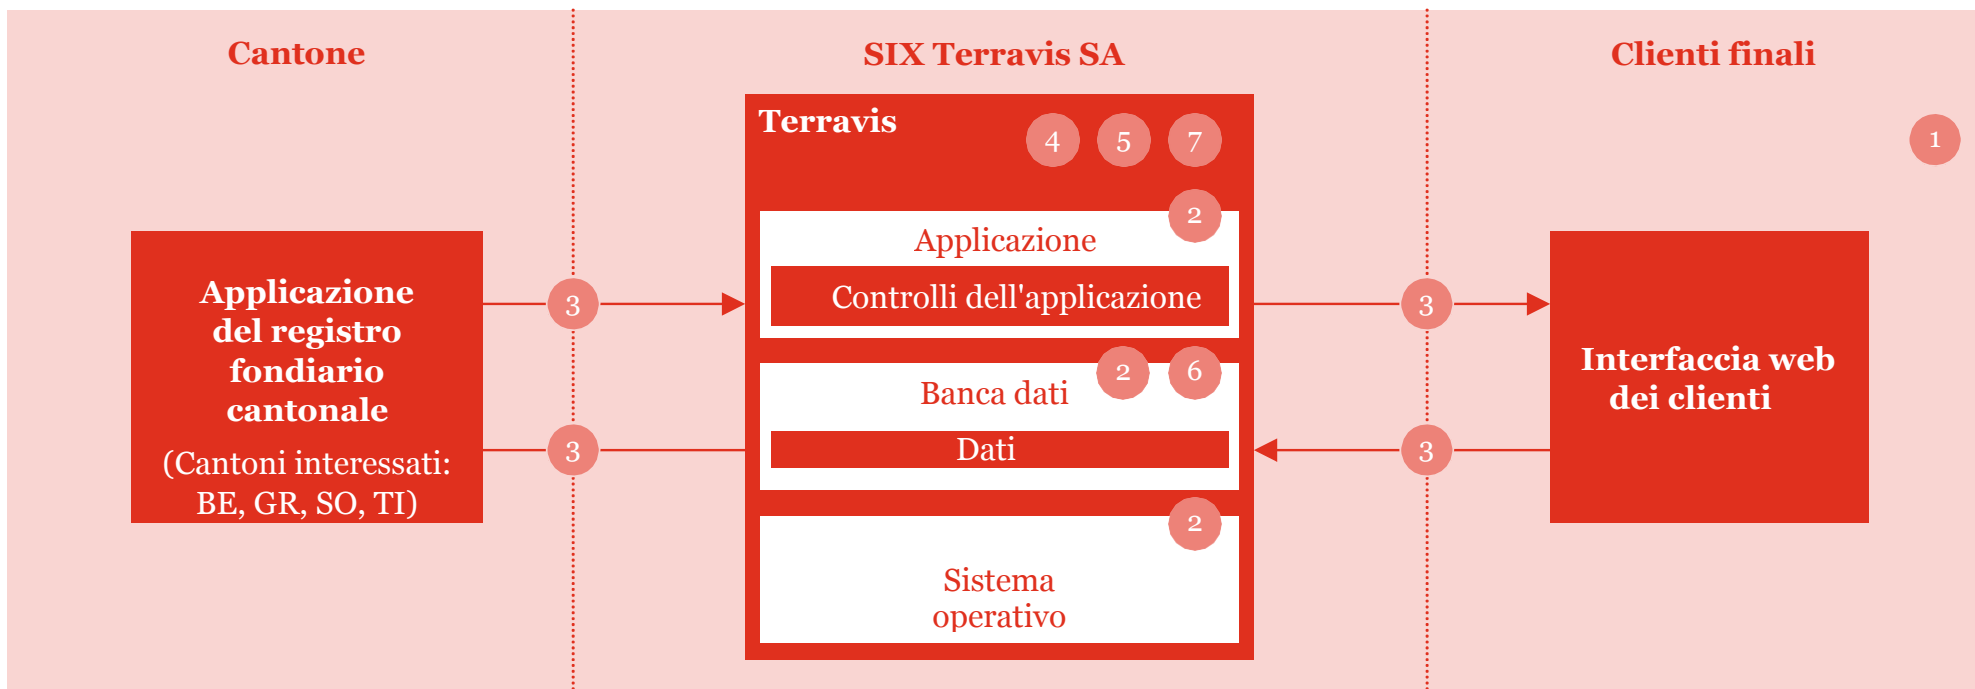 Cantone
SIX Terravis SA
Clienti finali
Terravis
4
5
7
1
2
Applicazione
Controlli dell'applicazione
Applicazione
del registro
fondiario
cantonale
(Cantoni interessati:
BE, GR, SO, TI)
3
3
3
3
2
6
Banca dati
Dati
2
Sistema
operativo
Interfaccia web
dei clienti